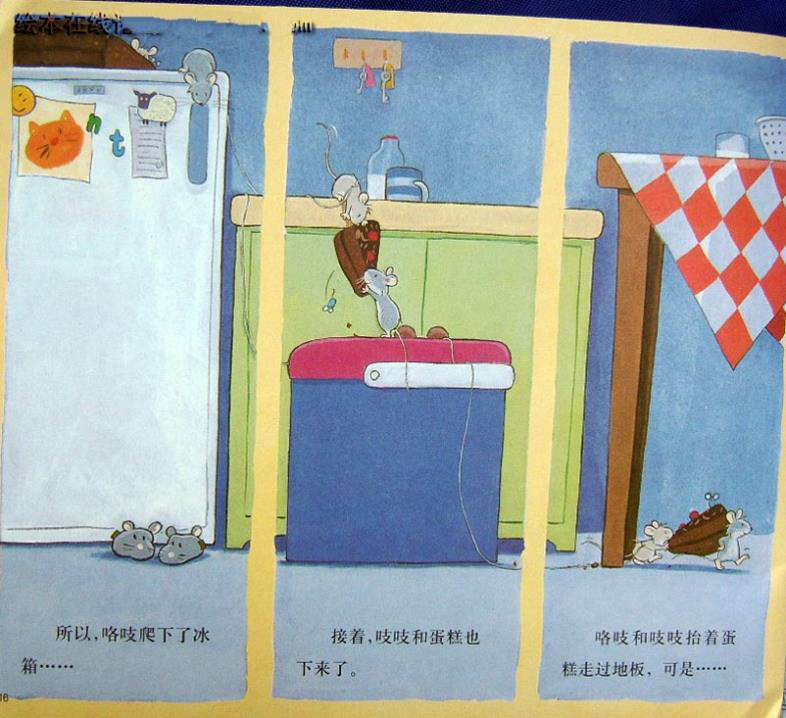 绘本在线
n
t
所以,咯吱爬下了冰
箱……
接着,吱吱和蛋糕也
下来了。
咯吱和吱吱抬着蛋
糕走过地板，可是……
16